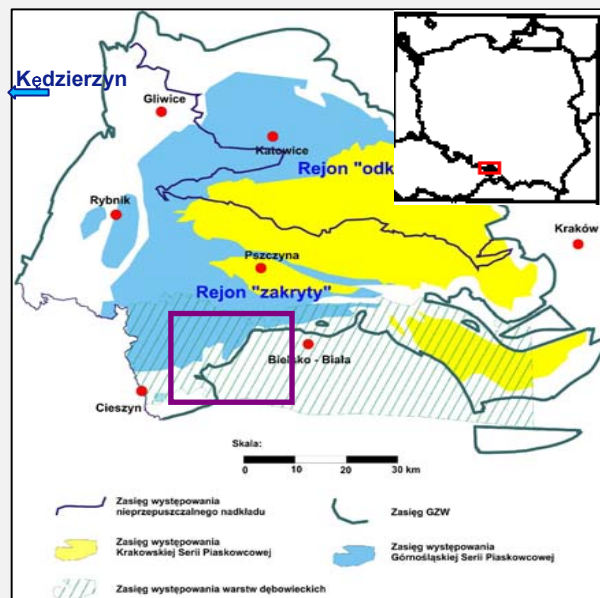 Kędzierzyn
Gliwice
Katowice
Rejon "odk
Rybnik
Kraków
Pszczyna
Rejon "zakryty"
Bielsko - Biała
Cieszyn
Skala:
0 10 20 30 km
Zasięg występowania
nieprzepuszczalnego nadkładu
Zasięg GZW
Zasięg występowania
Krakowskiej Serii Piaskowcowej
Zasięg występowania
Górnośląskiej Serii Piaskowcowej
Zasięg występowania warstw dębowieckich